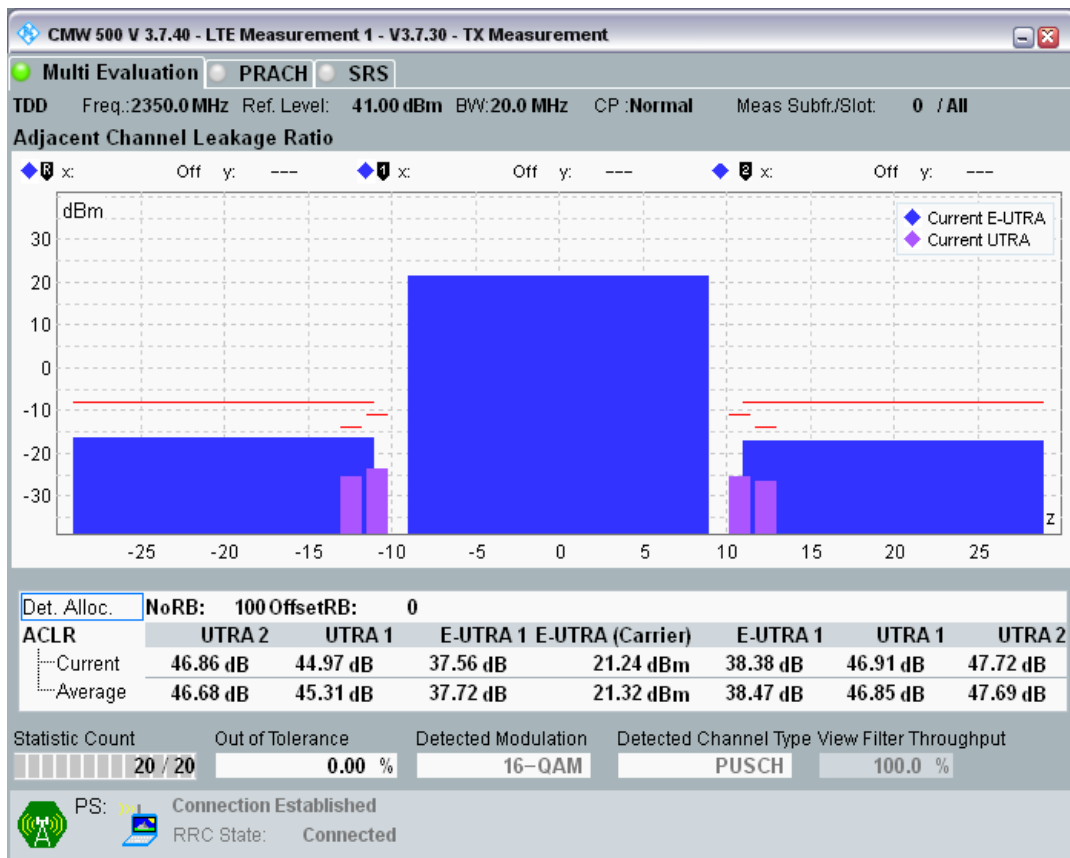 CMW 500 V 3.7.40 - LTE Measurement 1 - V3.7.30 - TX Measurement
Multi Evaluation PRACH SRS
TDD Freq.:2350.0 MHz Ref. Level: 41.00 dBm BW:20.0 MHz CP :Normal Meas Subfr./Slot: 0 / All
Adjacent Channel Leakage Ratio
R x: Off y: --- 1 x: Off y: --- 2 x: Off y: ---
dBm
Current E-UTRA
Current UTRA
30
20
10
0
-10
-20
-30
z
-25 -20 -15 -10 -5 0 5 10 15 20 25
Det. Alloc. NoRB: 100 OffsetRB: 0
ACLR UTRA 2 UTRA 1 E-UTRA 1 E-UTRA (Carrier) E-UTRA 1 UTRA 1 UTRA 2
Current 46.86 dB 44.97 dB 37.56 dB 21.24 dBm 38.38 dB 46.91 dB 47.72 dB
Average 46.68 dB 45.31 dB 37.72 dB 21.32 dBm 38.47 dB 46.85 dB 47.69 dB
Statistic Count Out of Tolerance Detected Modulation Detected Channel Type View Filter Throughput
20 / 20 0.00 % 16-QAM PUSCH 100.0 %
PS: Connection Established
RRC State: Connected